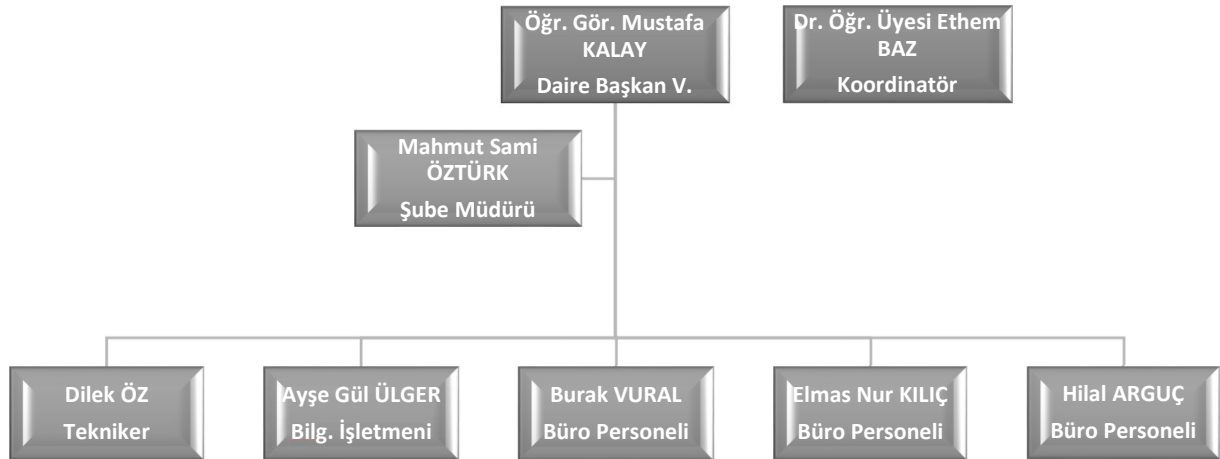 Öğr. Gör. Mustafa
KALAY
Daire Başkan V.
Dr. Öğr. Üyesi Ethem
BAZ
Koordinatör
Mahmut Sami
ÖZTÜRK
Şube Müdürü
Dilek ÖZ
Tekniker
Ayşe Gül ÜLGER
Bilg. İşletmeni
Burak VURAL
Büro Personeli
Elmas Nur KILIÇ
Büro Personeli
Hilal ARGUÇ
Büro Personeli